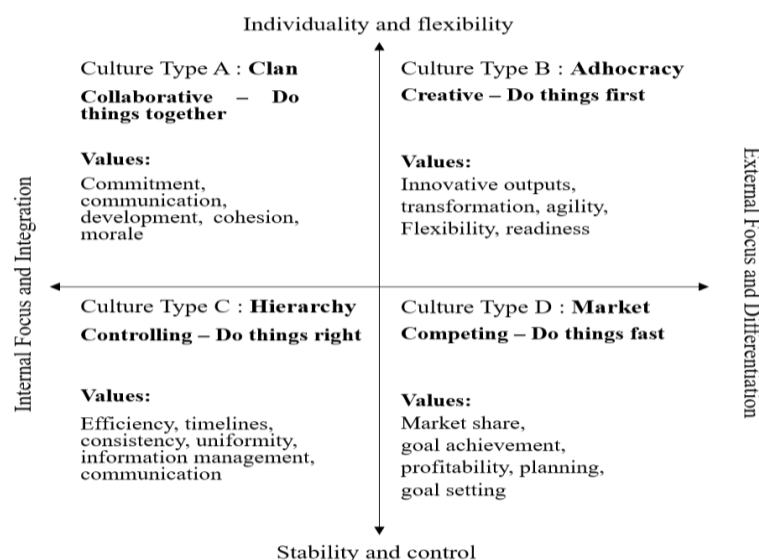 Individuality and flexibility
Culture Type A : Clan
Collaborative – Do
things together
Values:
Commitment,
communication,
development, cohesion,
morale
Culture Type B : Adhocracy
Creative – Do things first
Values:
Innovative outputs,
transformation, agility,
Flexibility, readiness
Internal Focus and Integration
External Focus and Differentiation
Culture Type C : Hierarchy
Controlling – Do things right
Values:
Efficiency, timelines,
consistency, uniformity,
information management,
communication
Culture Type D : Market
Competing – Do things fast
Values:
Market share,
goal achievement,
profitability, planning,
goal setting
Stability and control